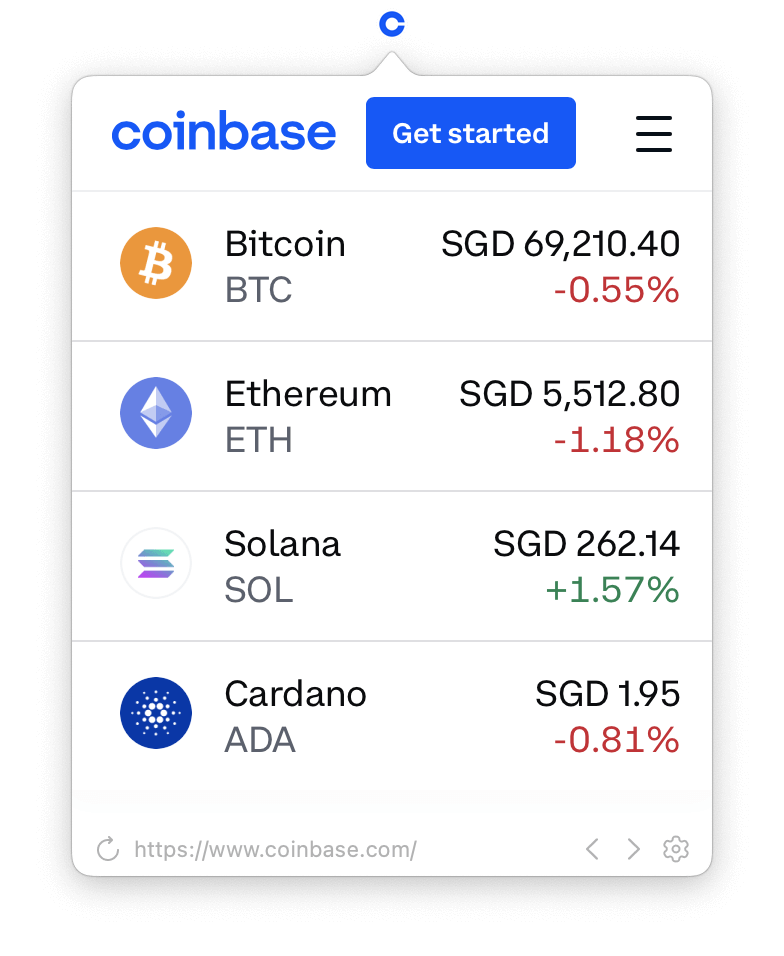 coinbase Get started
Bitcoin SGD 69,210.40
BTC -0.55%
Ethereum SGD 5,512.80
ETH -1.18%
Solana SGD 262.14
SOL +1.57%
Cardano SGD 1.95
ADA -0.81%
https://www.coinbase.com/